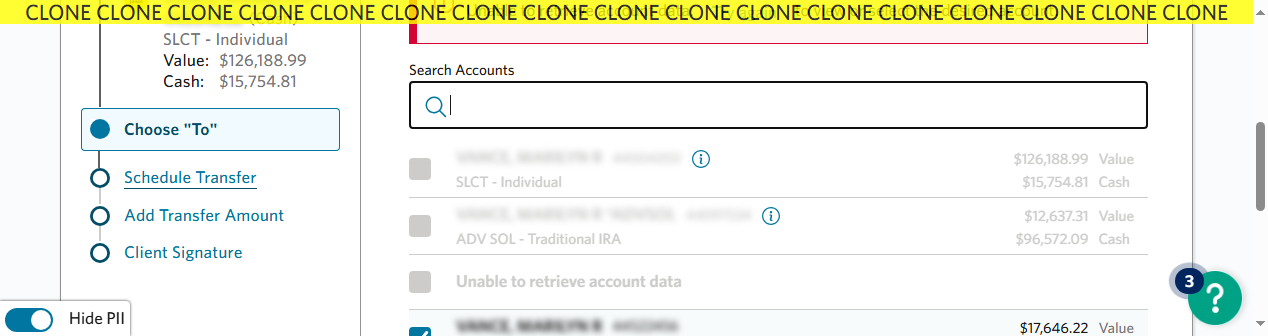 CLONE CLONE CLONE CLONE CLONE CLONE CLONE CLONE CLONE CLONE CLONE CLONE CLONE CLONE CLONE CLONE CLONE
SLCT - Individual
Value: $126,188.99
Cash: $15,754.81
Choose "To"
Schedule Transfer
Add Transfer Amount
Client Signature
Hide PII
Search Accounts
$126,188.99 Value
SLCT - Individual $15,754.81 Cash
$12,637.31 Value
ADV SOL - Traditional IRA $96,572.09 Cash
Unable to retrieve account data
$17,646.22 Value
3
?